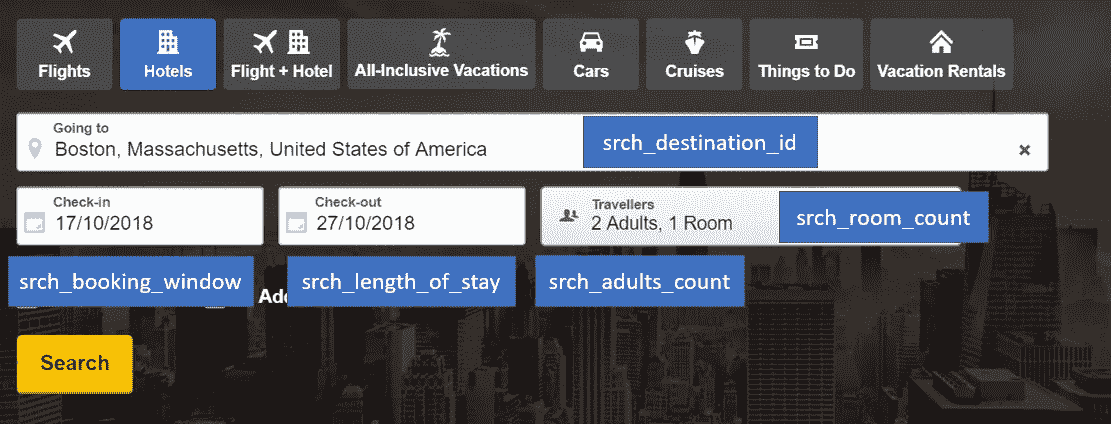 Flights
Hotels
Flight + Hotel
All-Inclusive Vacations
Cars
Cruises
Things to Do
Vacation Rentals
Going to
Boston, Massachusetts, United States of America
srch_destination_id
×
Check-in
17/10/2018
Check-out
27/10/2018
Travellers
2 Adults, 1 Room
srch_room_count
srch_booking_window
srch_length_of_stay
srch_adults_count
Search